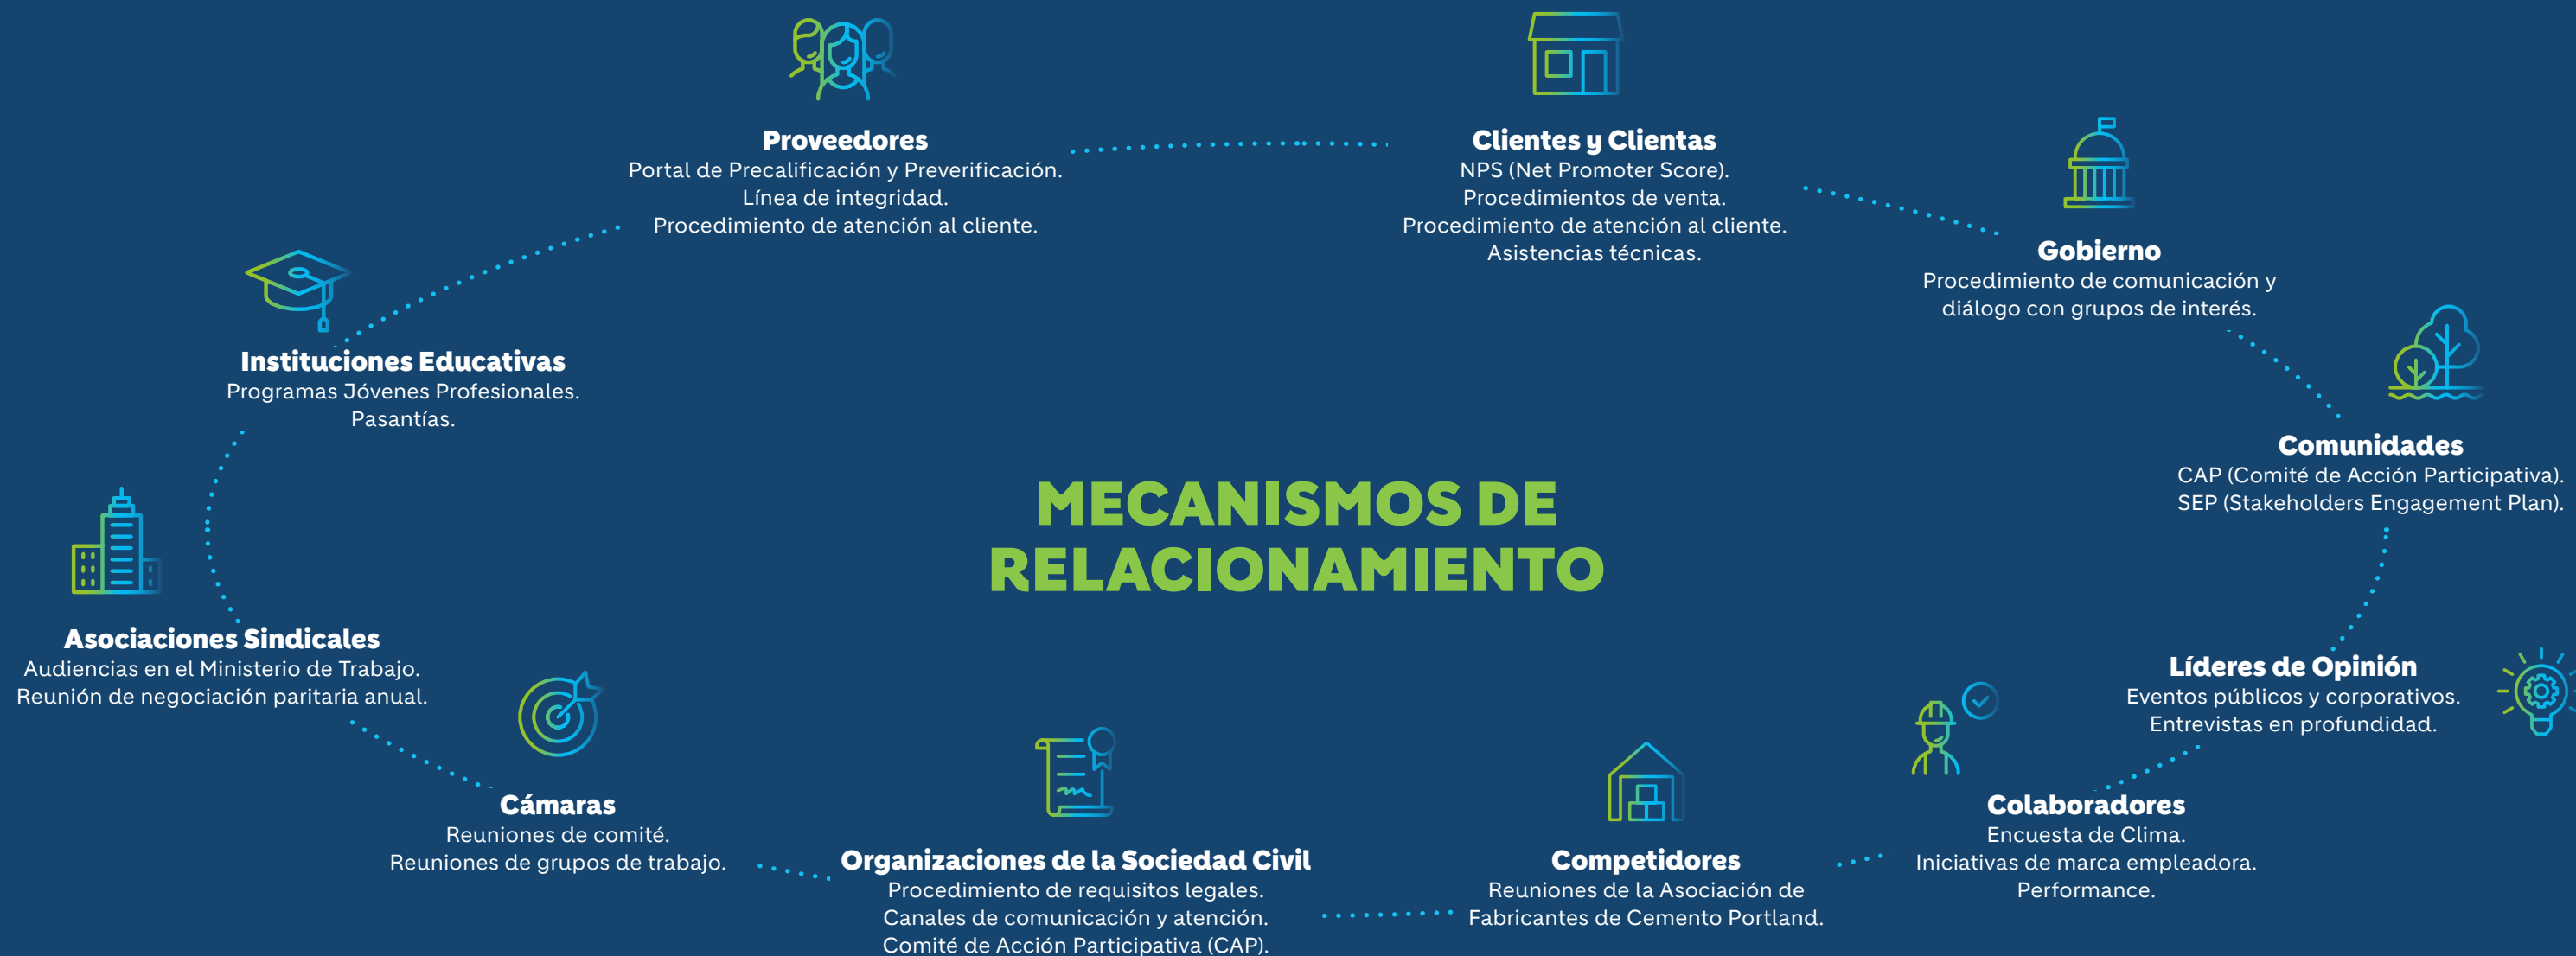 Proveedores
Portal de Precalificación y Preverificación.
Línea de integridad.
Procedimiento de atención al cliente.
Clientes y Clientas
NPS (Net Promoter Score).
Procedimientos de venta.
Procedimiento de atención al cliente.
Asistencias técnicas.
Gobierno
Procedimiento de comunicación y
diálogo con grupos de interés.
Instituciones Educativas
Programas Jóvenes Profesionales.
Pasantías.
Comunidades
CAP (Comité de Acción Participativa).
SEP (Stakeholders Engagement Plan).
MECANISMOS DE
RELACIONAMIENTO
Asociaciones Sindicales
Audiencias en el Ministerio de Trabajo.
Reunión de negociación paritaria anual.
Líderes de Opinión
Eventos públicos y corporativos.
Entrevistas en profundidad.
Cámaras
Reuniones de comité.
Reuniones de grupos de trabajo.
Organizaciones de la Sociedad Civil
Procedimiento de requisitos legales.
Canales de comunicación y atención.
Comité de Acción Participativa (CAP).
Competidores
Reuniones de la Asociación de
Fabricantes de Cemento Portland.
Colaboradores
Encuesta de Clima.
Iniciativas de marca empleadora.
Performance.